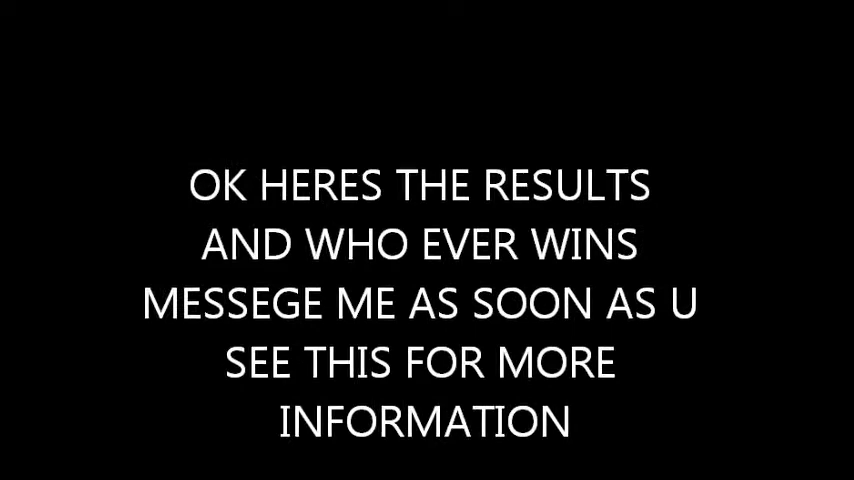 OK HERES THE RESULTS
AND WHO EVER WINS
MESSEGE ME AS SOON AS U
SEE THIS FOR MORE
INFORMATION